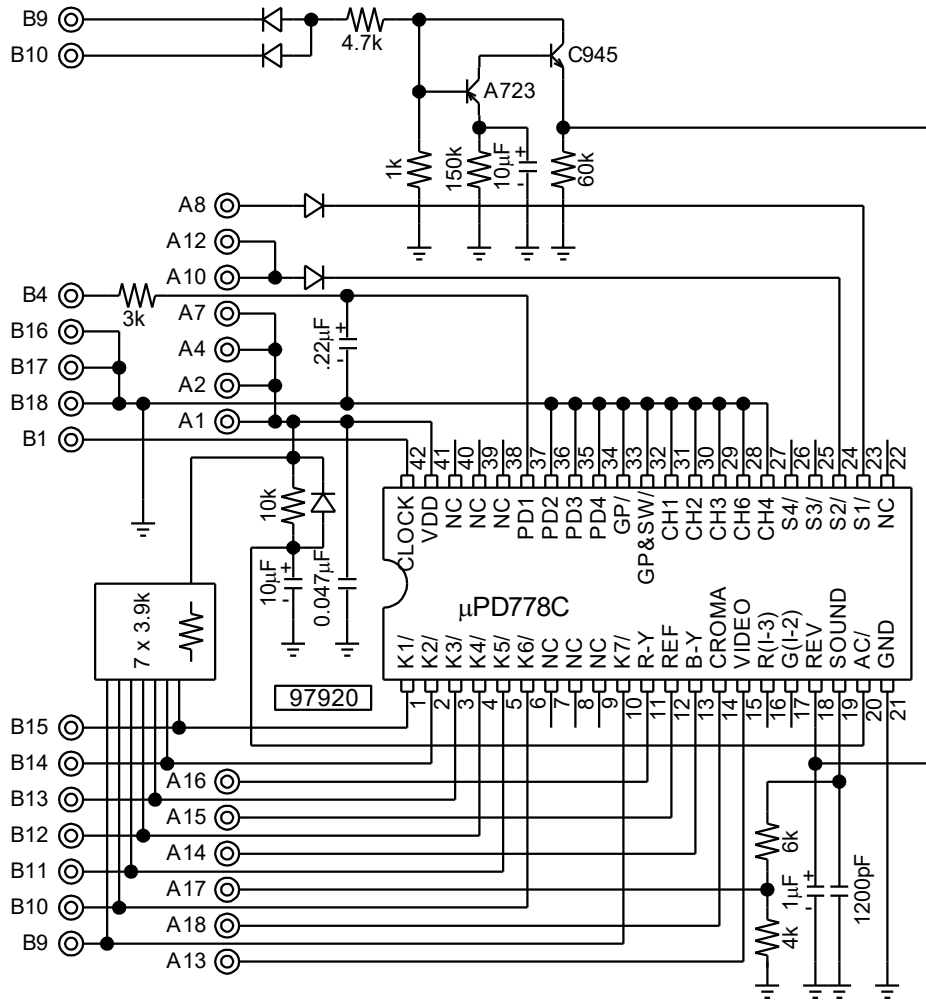 B9
B10
4.7k
C945
A723
1k
150k
10µF
+
-
60k
A8
A12
A10
B4
3k
A7
B16
.22µF
+
-
A4
B17
A2
B18
A1
B1
42
41
40
39
38
37
36
35
34
33
32
31
30
29
28
27
26
25
24
23
22
CLOCK
VDD
NC
NC
NC
PD1
PD2
PD3
PD4
GP/
GP&SW/
CH1
CH2
CH3
CH6
CH4
S4/
S3/
S2/
S1/
NC
10k
10µF
+
-
0.047µF
7 x 3.9k
µPD778C
K1/
K2/
K3/
K4/
K5/
K6/
NC
NC
NC
K7/
R-Y
REF
B-Y
CROMA
VIDEO
R(I-3)
G(I-2)
REV
SOUND
AC/
GND
97920
1
2
3
4
5
6
7
8
9
10
11
12
13
14
15
16
17
18
19
20
21
B15
B14
A16
B13
A15
B12
A14
6k
B11
A17
1µF
+
-
1200pF
B10
A18
4k
B9
A13